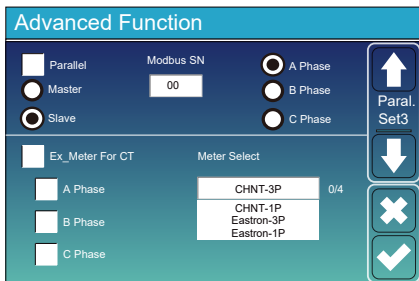 Advanced Function
Parallel
Modbus SN
A Phase
Master
00
B Phase
Slave
C Phase
Paral.
Set3
Ex_Meter For CT
Meter Select
A Phase
CHNT-3P
0/4
CHNT-1P
B Phase
Eastron-3P
Eastron-1P
C Phase